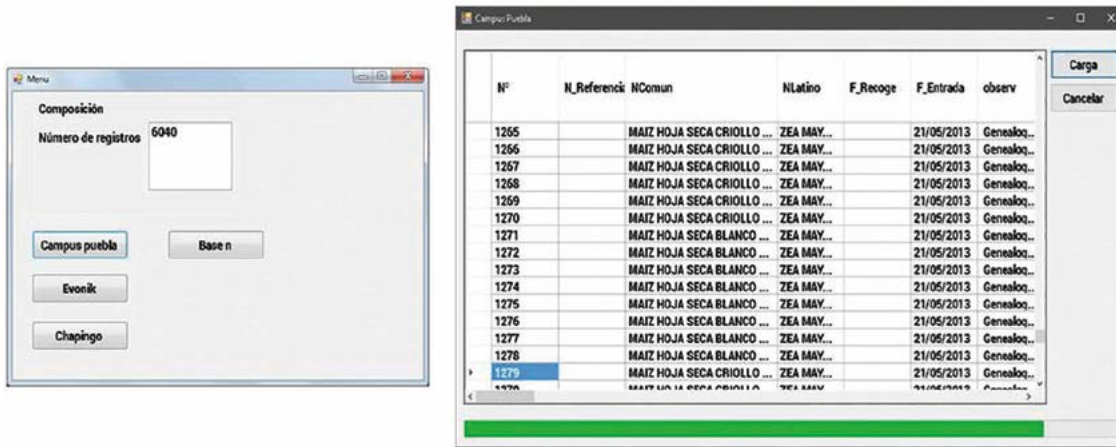 Menu
Composición
Número de registros 6040
Campus puebla Base n
Evonik
Chapingo
Campus Puebla
Nº N_Referencia NComun NLatino F_Recoge F_Entrada observ
Carga
Cancelar
1265 MAIZ HOJA SECA CRIOLLO ... ZEA MAY... 21/05/2013 Genealog...
1266 MAIZ HOJA SECA CRIOLLO ... ZEA MAY... 21/05/2013 Genealog...
1267 MAIZ HOJA SECA CRIOLLO ... ZEA MAY... 21/05/2013 Genealog...
1268 MAIZ HOJA SECA CRIOLLO ... ZEA MAY... 21/05/2013 Genealog...
1269 MAIZ HOJA SECA CRIOLLO ... ZEA MAY... 21/05/2013 Genealog...
1270 MAIZ HOJA SECA CRIOLLO ... ZEA MAY... 21/05/2013 Genealog...
1271 MAIZ HOJA SECA BLANCO ... ZEA MAY... 21/05/2013 Genealog...
1272 MAIZ HOJA SECA BLANCO ... ZEA MAY... 21/05/2013 Genealog...
1273 MAIZ HOJA SECA BLANCO ... ZEA MAY... 21/05/2013 Genealog...
1274 MAIZ HOJA SECA BLANCO ... ZEA MAY... 21/05/2013 Genealog...
1275 MAIZ HOJA SECA BLANCO ... ZEA MAY... 21/05/2013 Genealog...
1276 MAIZ HOJA SECA BLANCO ... ZEA MAY... 21/05/2013 Genealog...
1277 MAIZ HOJA SECA BLANCO ... ZEA MAY... 21/05/2013 Genealog...
1278 MAIZ HOJA SECA BLANCO ... ZEA MAY... 21/05/2013 Genealog...
1279 MAIZ HOJA SECA CRIOLLO ... ZEA MAY... 21/05/2013 Genealog...